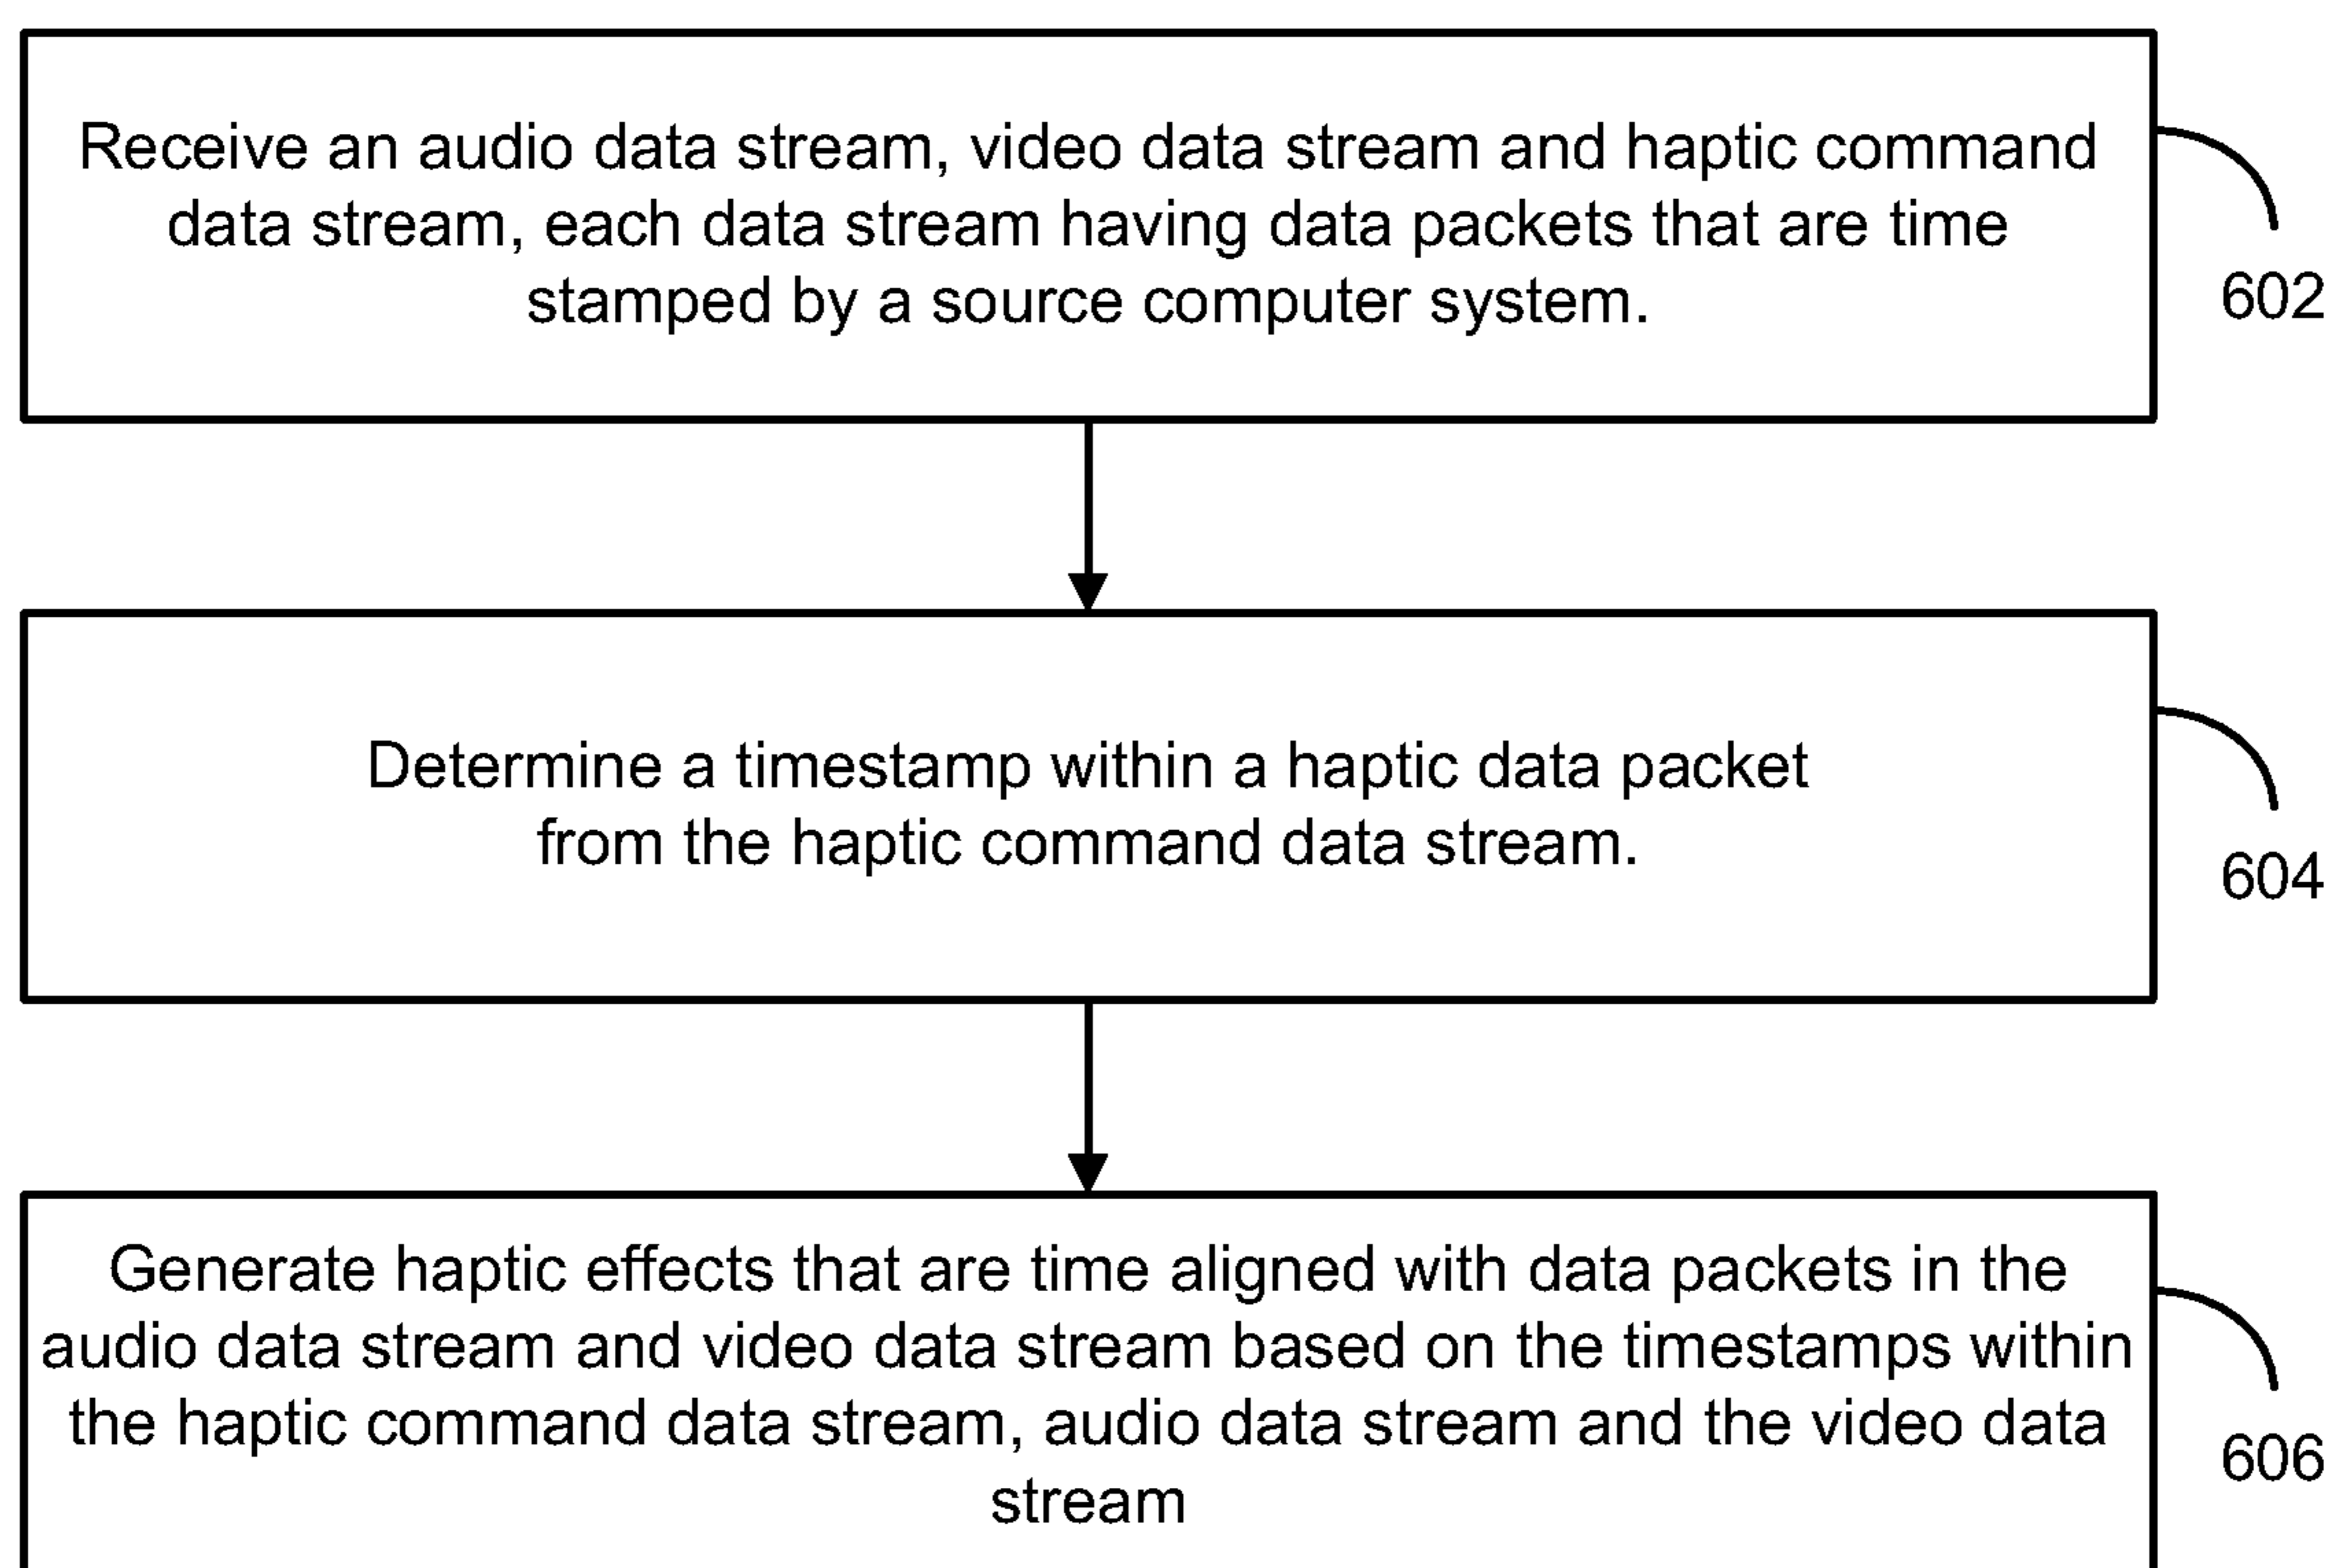 Receive an audio data stream, video data stream and haptic command
data stream, each data stream having data packets that are time
stamped by a source computer system.
602
Determine a timestamp within a haptic data packet
from the haptic command data stream.
604
Generate haptic effects that are time aligned with data packets in the
audio data stream and video data stream based on the timestamps within
the haptic command data stream, audio data stream and the video data
stream
606